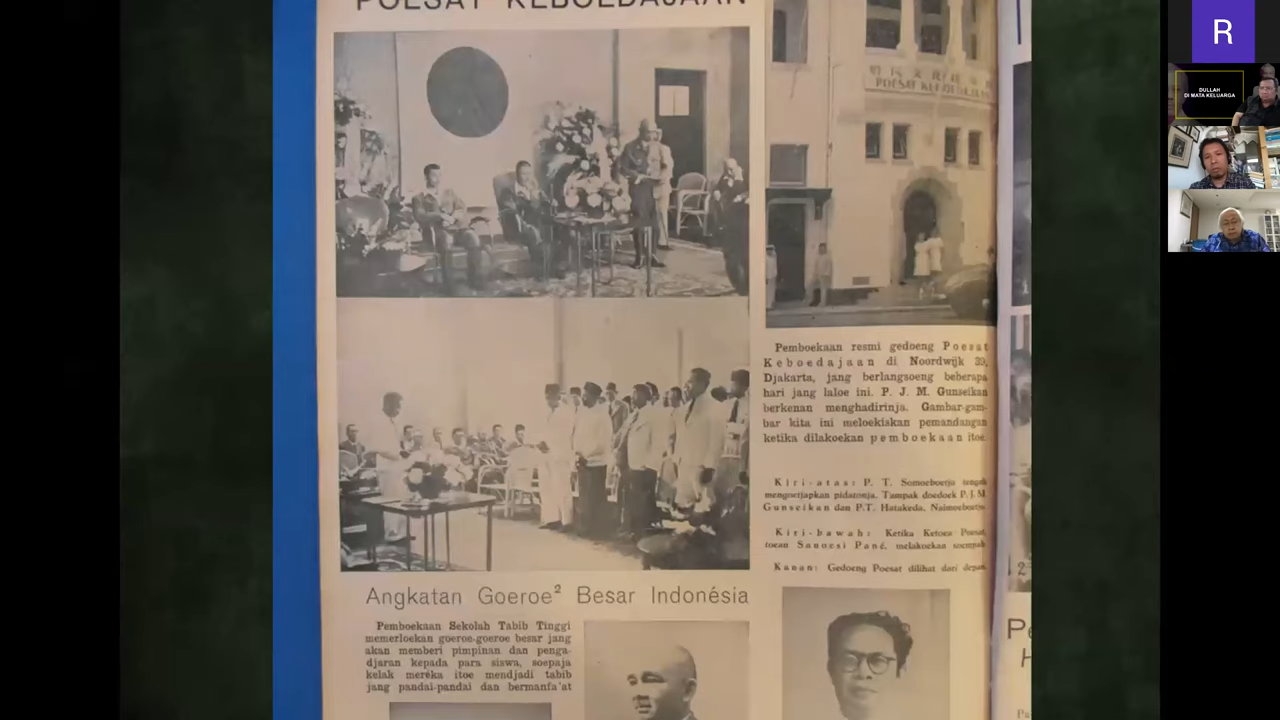 POESAT KEBOEDAJAAN
POESAT KEBOEDAJAAN
Pemboekaan resmi gedoeng Poesat
Keboedajaan di Noordwijk 39,
Djakarta, jang berlangsoeng beberapa
hari jang laloe ini. P. J. M. Gunseikan
berkenan menghadirinja. Gambar-gam-
bar kita ini meloekiskan pemandangan
ketika dilakoekan pemboekaan itoe.
Kiri-atas: P. T. Somoeboetjo tengah
mengoetjapkan pidatonja. Tampak doedoek P. J. M.
Gunseikan dan P.T. Hatakeda, Naimoeboetjo.
Kiri-bawah: Ketika Ketoea Poesat,
toean Sanoesi Pané, melakoekan soempah
Kanan: Gedoeng Poesat dilihat dari depan.
Angkatan Goeroe² Besar Indonésia
Pemboekaan Sekolah Tabib Tinggi
memerloekan goeroe-goeroe besar jang
akan memberi pimpinan dan penga-
djaran kepada para siswa, soepaja
kelak meréka itoe mendjadi tabib
jang pandai-pandai dan bermanfa'at
R
DULLAH
DI MATA KELUARGA